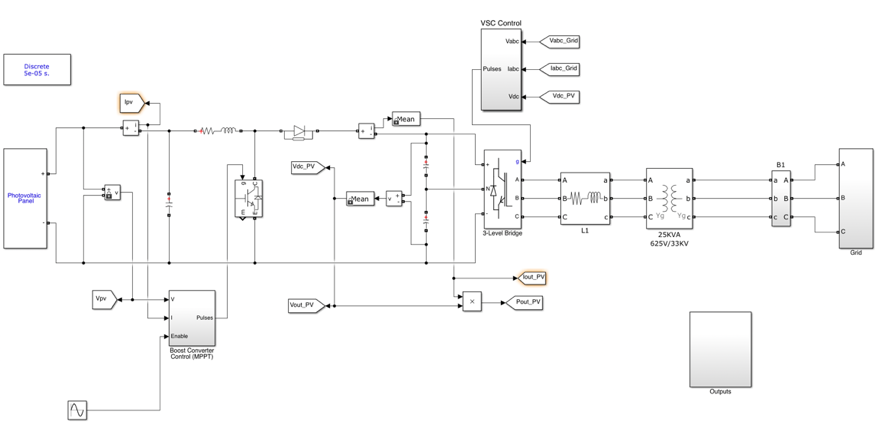 VSC Control
Vabc
Vabc_Grid
Discrete
5e-05 s.
Pulses
Iabc
Iabc_Grid
Vdc
Vdc_PV
Ipv
+
i
-
+
i
-
Mean
g
C
E
Vdc_PV
Mean
v
+
-
+
N
-
g
A
B
C
3-Level Bridge
A
B
C
a
b
c
L1
A
B
C
a
b
c
Yg
Yg
25KVA
625V/33KV
B1
a
b
c
A
B
C
A
B
C
Grid
Photovoltaic
Panel
+
-
+
-
v
Iout_PV
Vpv
V
I
Enable
Pulses
Boost Converter
Control (MPPT)
Vout_PV
×
Pout_PV
Outputs